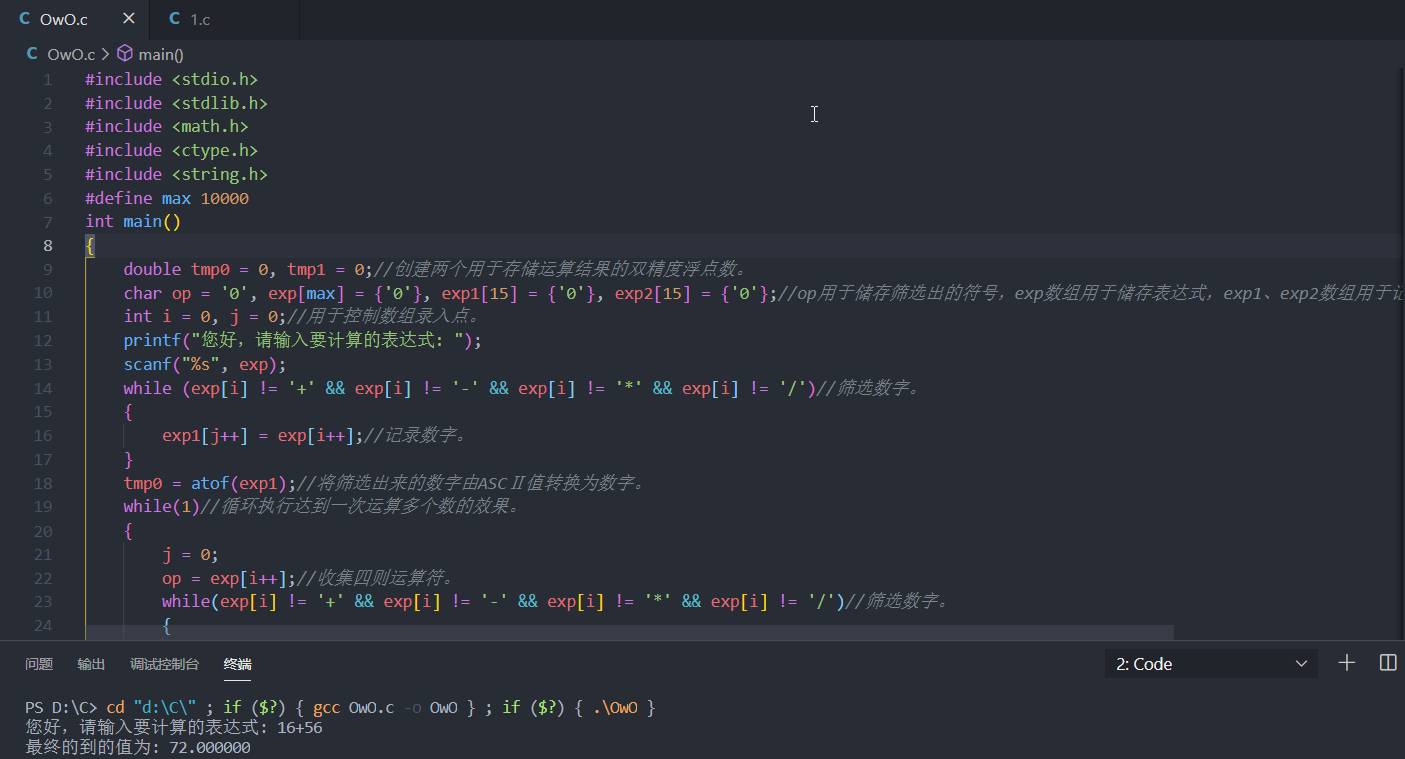 C OwO.c × C 1.c
C OwO.c > main()
1 #include <stdio.h>
2 #include <stdlib.h>
3 #include <math.h>
4 #include <ctype.h>
5 #include <string.h>
6 #define max 10000
7 int main()
8 {
9 double tmp0 = 0, tmp1 = 0;//创建两个用于存储运算结果的双精度浮点数。
10 char op = '0', exp[max] = {'0'}, exp1[15] = {'0'}, exp2[15] = {'0'};//op用于储存筛选出的符号，exp数组用于储存表达式，exp1、exp2数组用于记
11 int i = 0, j = 0;//用于控制数组录入点。
12 printf("您好，请输入要计算的表达式: ");
13 scanf("%s", exp);
14 while (exp[i] != '+' && exp[i] != '-' && exp[i] != '*' && exp[i] != '/')//筛选数字。
15 {
16 exp1[j++] = exp[i++];//记录数字。
17 }
18 tmp0 = atof(exp1);//将筛选出来的数字由ASCⅡ值转换为数字。
19 while(1)//循环执行达到一次运算多个数的效果。
20 {
21 j = 0;
22 op = exp[i++];//收集四则运算符。
23 while(exp[i] != '+' && exp[i] != '-' && exp[i] != '*' && exp[i] != '/')//筛选数字。
24 {
问题 输出 调试控制台 终端 2: Code
PS D:\C> cd "d:\C\" ; if ($?) { gcc OwO.c -o OwO } ; if ($?) { .\OwO }
您好，请输入要计算的表达式: 16+56
最终的到的值为: 72.000000